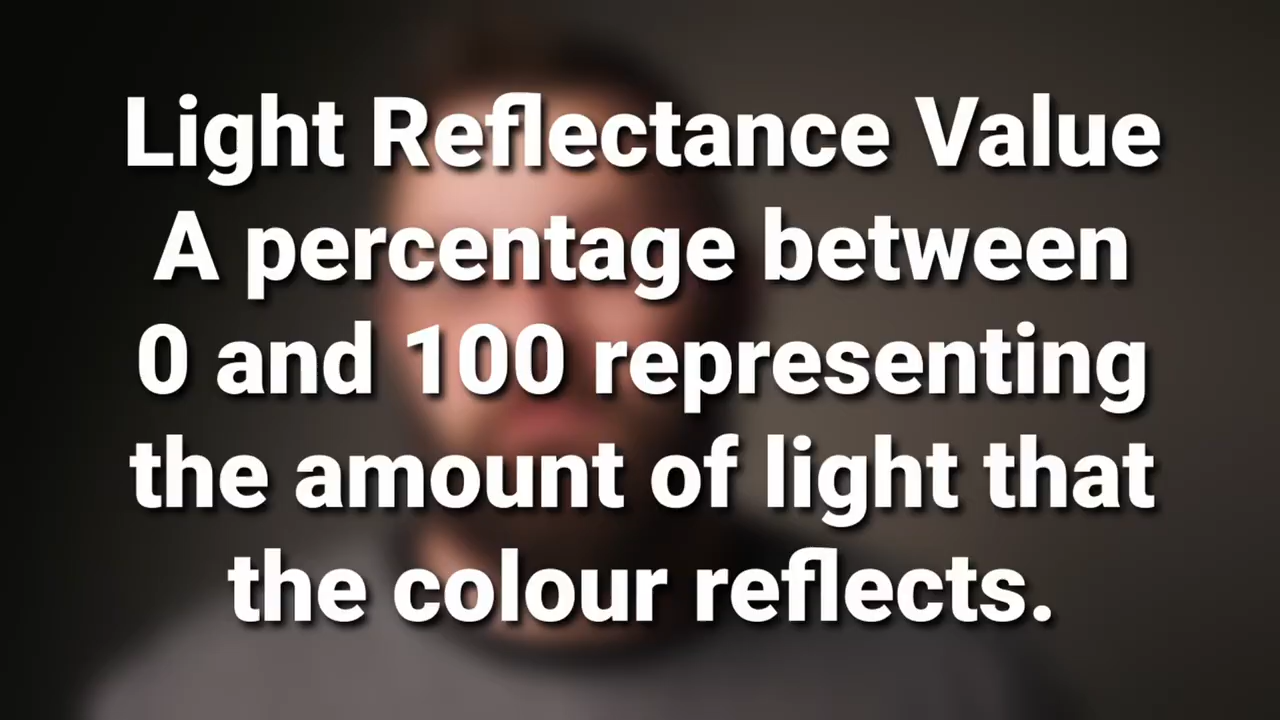 Light Reflectance Value
A percentage between
0 and 100 representing
the amount of light that
the colour reflects.